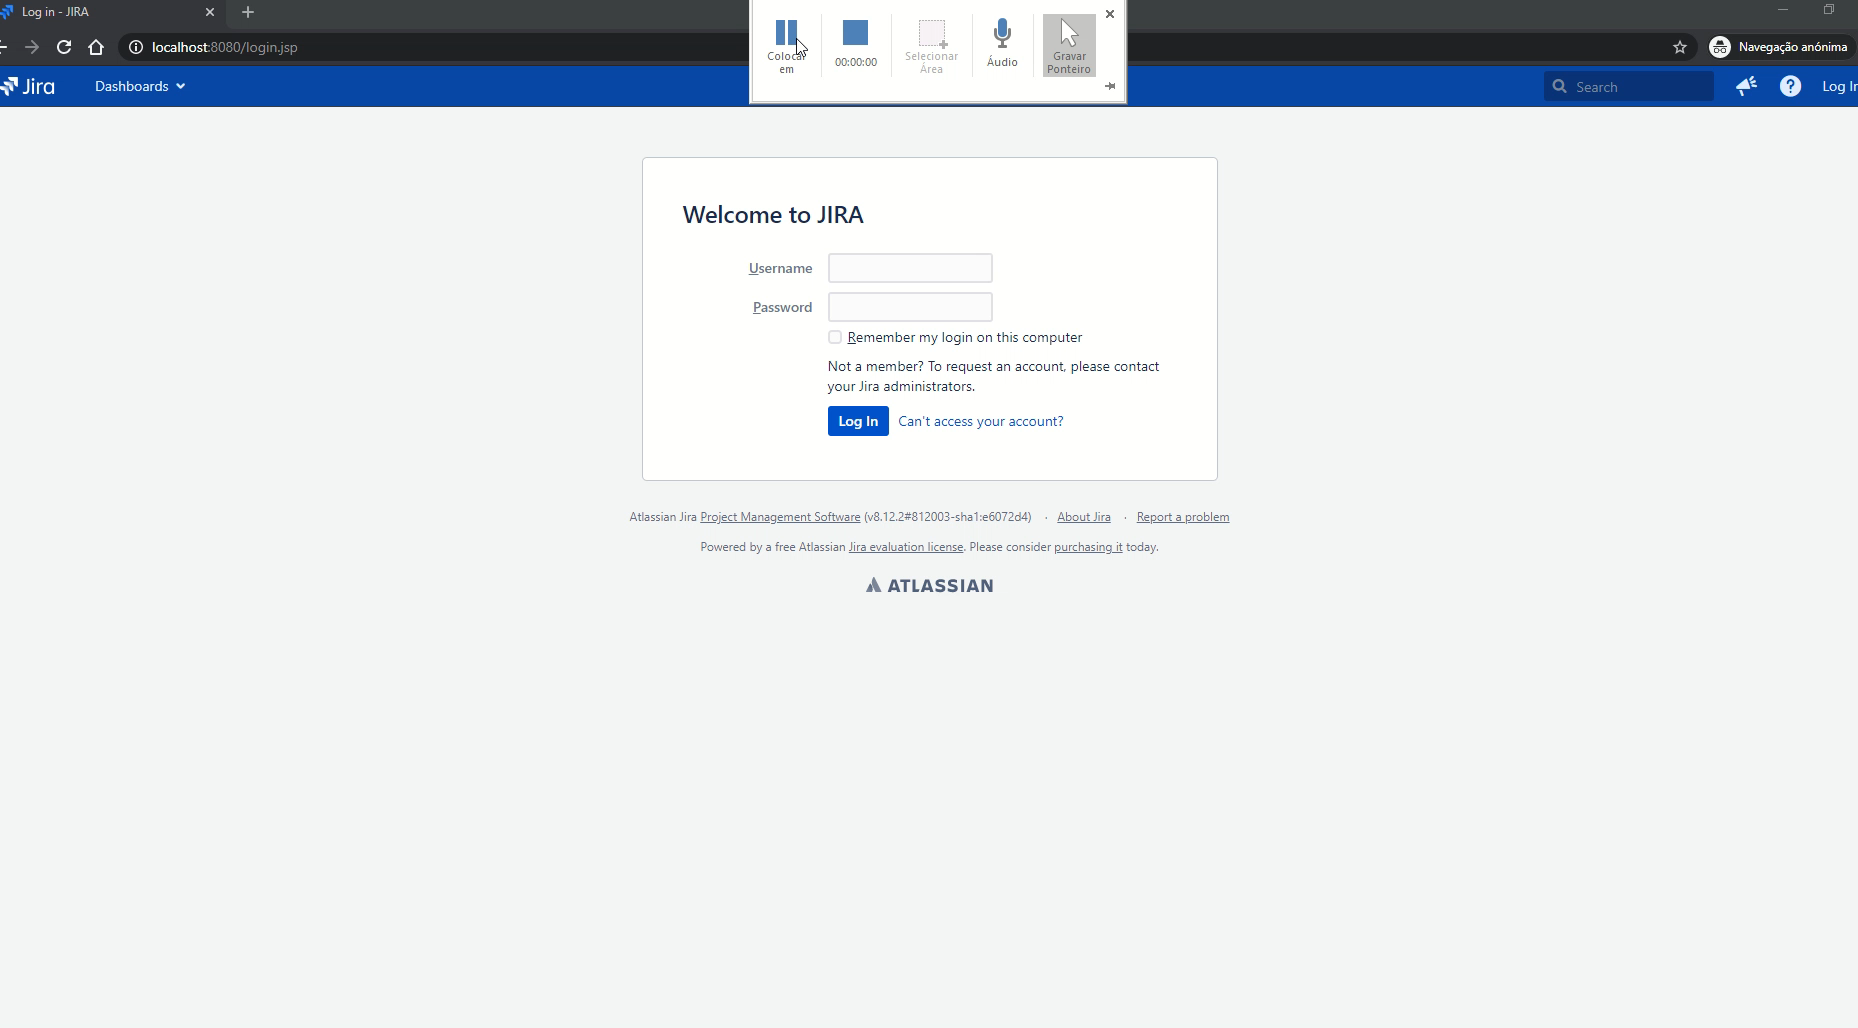 Log in - JIRA
localhost:8080/login.jsp
Navegação anónima
Colocar
em
00:00:00
Selecionar
Área
Áudio
Gravar
Ponteiro
Jira
Dashboards
Search
Log In
Welcome to JIRA
Username
Password
Remember my login on this computer
Not a member? To request an account, please contact
your Jira administrators.
Log In Can't access your account?
Atlassian Jira Project Management Software (v8.12.2#812003-sha1:e6072d4) · About Jira · Report a problem
Powered by a free Atlassian Jira evaluation license. Please consider purchasing it today.
ATLASSIAN